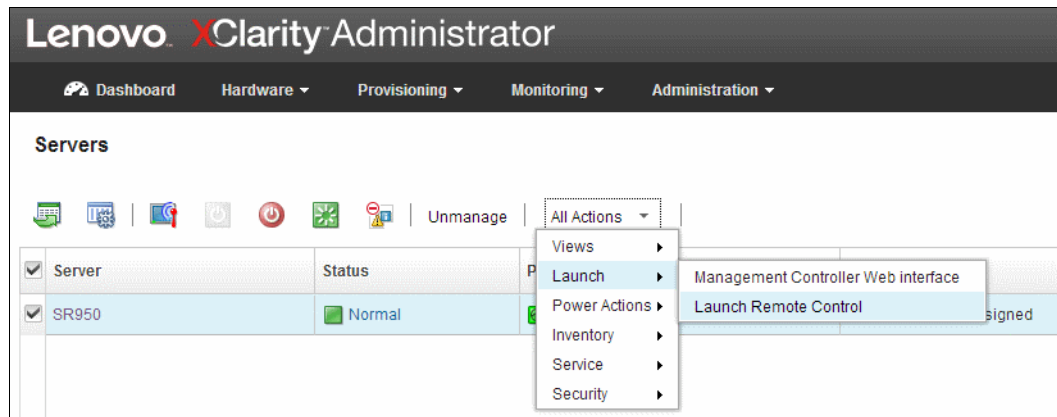 Lenovo. XClarity Administrator
Dashboard Hardware Provisioning Monitoring Administration
Servers
Unmanage All Actions
Views
Server Status P
Launch Management Controller Web interface
Power Actions Launch Remote Control
SR950 Normal signed
Inventory
Service
Security